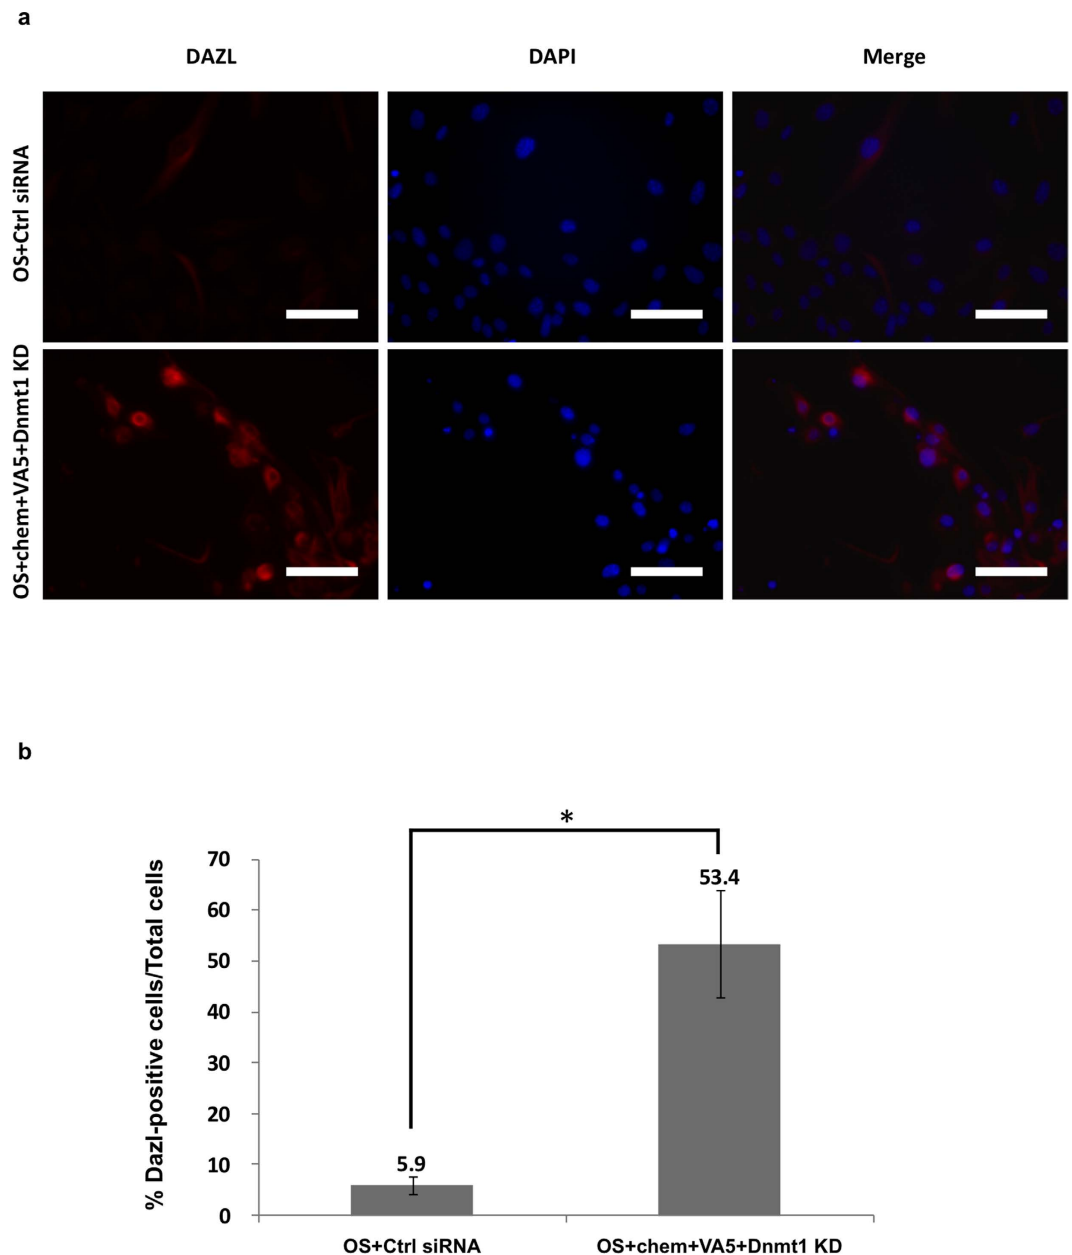 a
DAZL DAPI Merge
OS+Ctrl siRNA
OS+chem+VA5+Dnmt1 KD
b
*
% Dazl-positive cells/Total cells
70
60
50
40
30
20
10
0
53.4
5.9
OS+Ctrl siRNA OS+chem+VA5+Dnmt1 KD